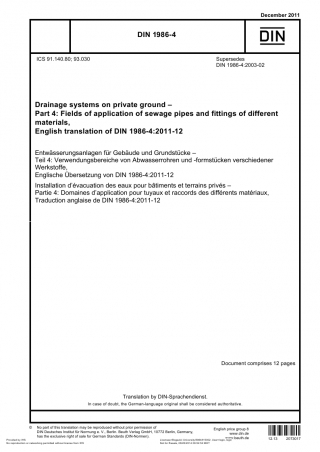 December 2011
DIN 1986-4
DIN
ICS 91.140.80; 93.030
Supersedes
DIN 1986-4:2003-02
Drainage systems on private ground –
Part 4: Fields of application of sewage pipes and fittings of different
materials,
English translation of DIN 1986-4:2011-12
Entwässerungsanlagen für Gebäude und Grundstücke –
Teil 4: Verwendungsbereiche von Abwasserrohren und -formstücken verschiedener
Werkstoffe,
Englische Übersetzung von DIN 1986-4:2011-12
Installation d'évacuation des eaux pour bâtiments et terrains privés –
Partie 4: Domaines d'application pour tuyaux et raccords des différents matériaux,
Traduction anglaise de DIN 1986-4:2011-12
Document comprises 12 pages
Translation by DIN-Sprachendienst.
In case of doubt, the German-language original shall be considered authoritative.
No part of this translation may be reproduced without prior permission of
DIN Deutsches Institut für Normung e. V., Berlin. Beuth Verlag GmbH, 10772 Berlin, Germany,
has the exclusive right of sale for German Standards (DIN-Normen).
English price group 8
www.din.de
www.beuth.de